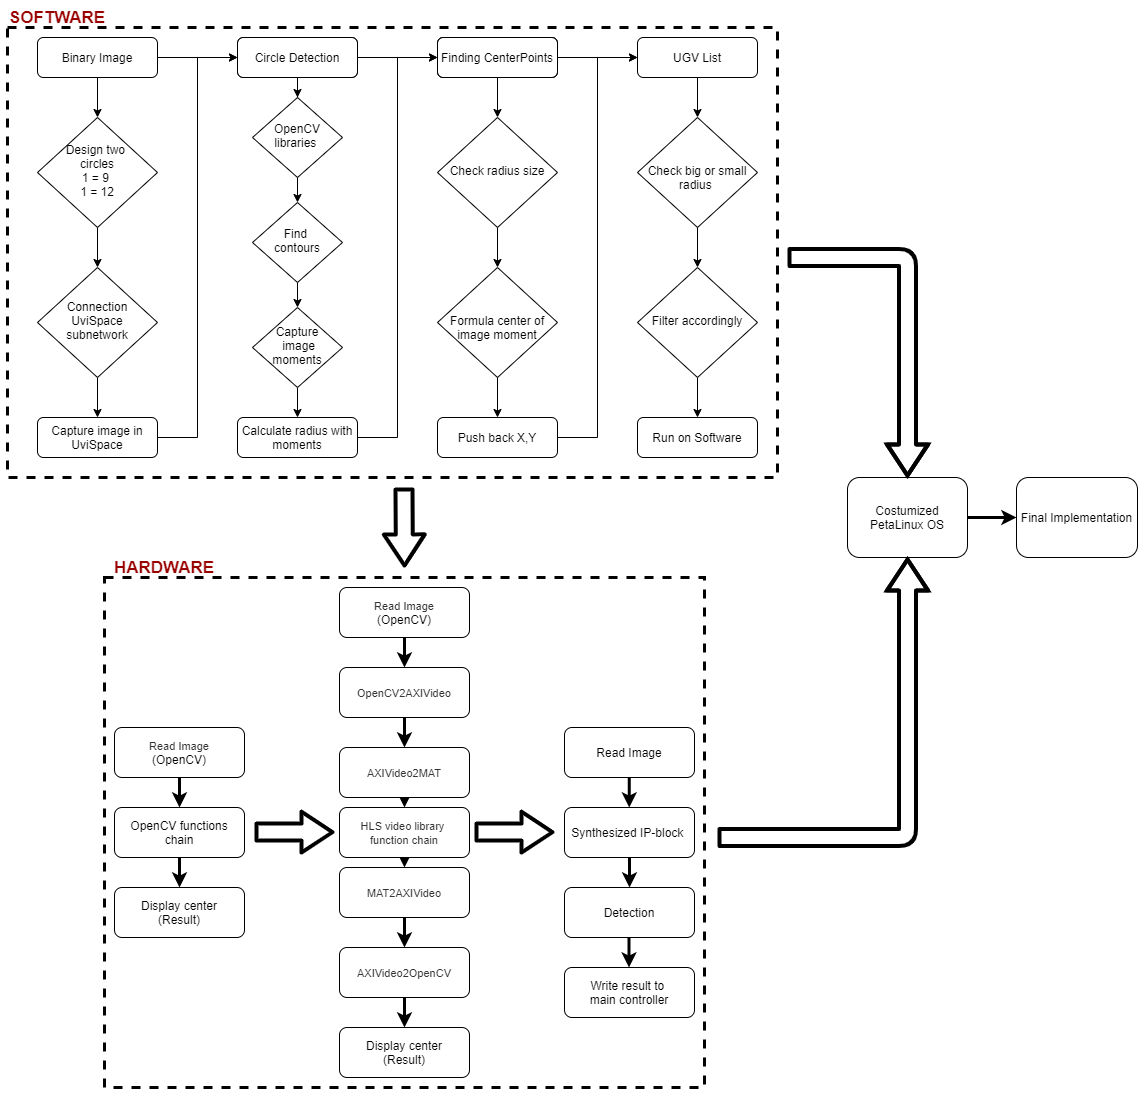 SOFTWARE
Binary Image
Design two
circles
1 = 9
1 = 12
Connection
UviSpace
subnetwork
Capture image in
UviSpace
Circle Detection
OpenCV
libraries
Find
contours
Capture
image
moments
Calculate radius with
moments
Finding CenterPoints
Check radius size
Formula center of
image moment
Push back X,Y
UGV List
Check big or small
radius
Filter accordingly
Run on Software
Costumized
PetaLinux OS
Final Implementation
HARDWARE
Read Image
(OpenCV)
OpenCV functions
chain
Display center
(Result)
Read Image
(OpenCV)
OpenCV2AXIVideo
AXIVideo2MAT
HLS video library
function chain
MAT2AXIVideo
AXIVideo2OpenCV
Display center
(Result)
Read Image
Synthesized IP-block
Detection
Write result to
main controller